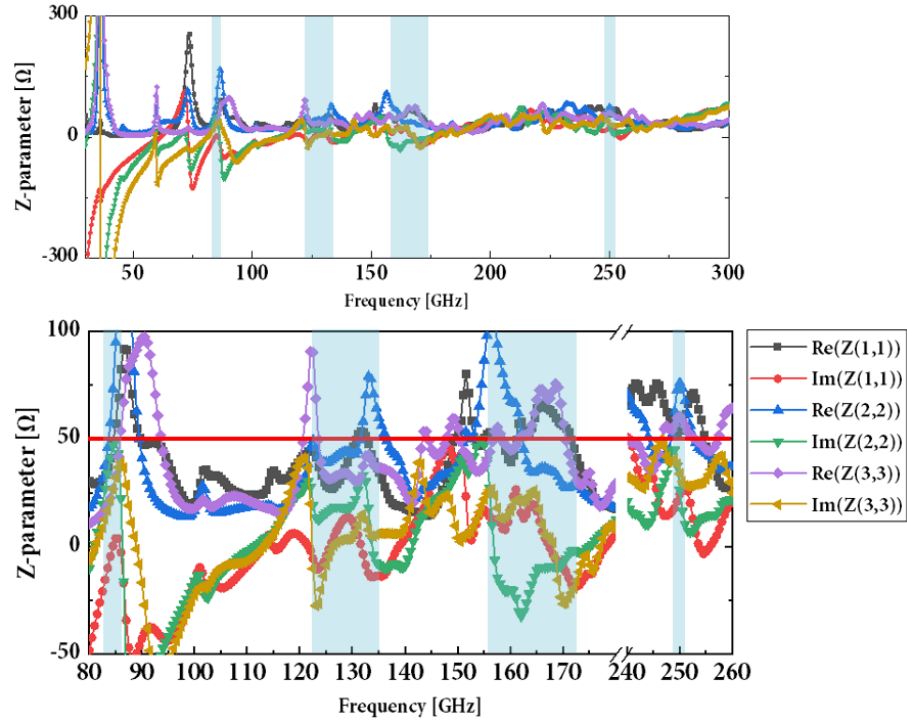 300
0
-300
Z-parameter [Ω]
50 100 150 200 250 300
Frequency [GHz]
100
50
0
-50
Z-parameter [Ω]
80 90 100 110 120 130 140 150 160 170 240 250 260
Frequency [GHz]
Re(Z(1,1))
Im(Z(1,1))
Re(Z(2,2))
Im(Z(2,2))
Re(Z(3,3))
Im(Z(3,3))